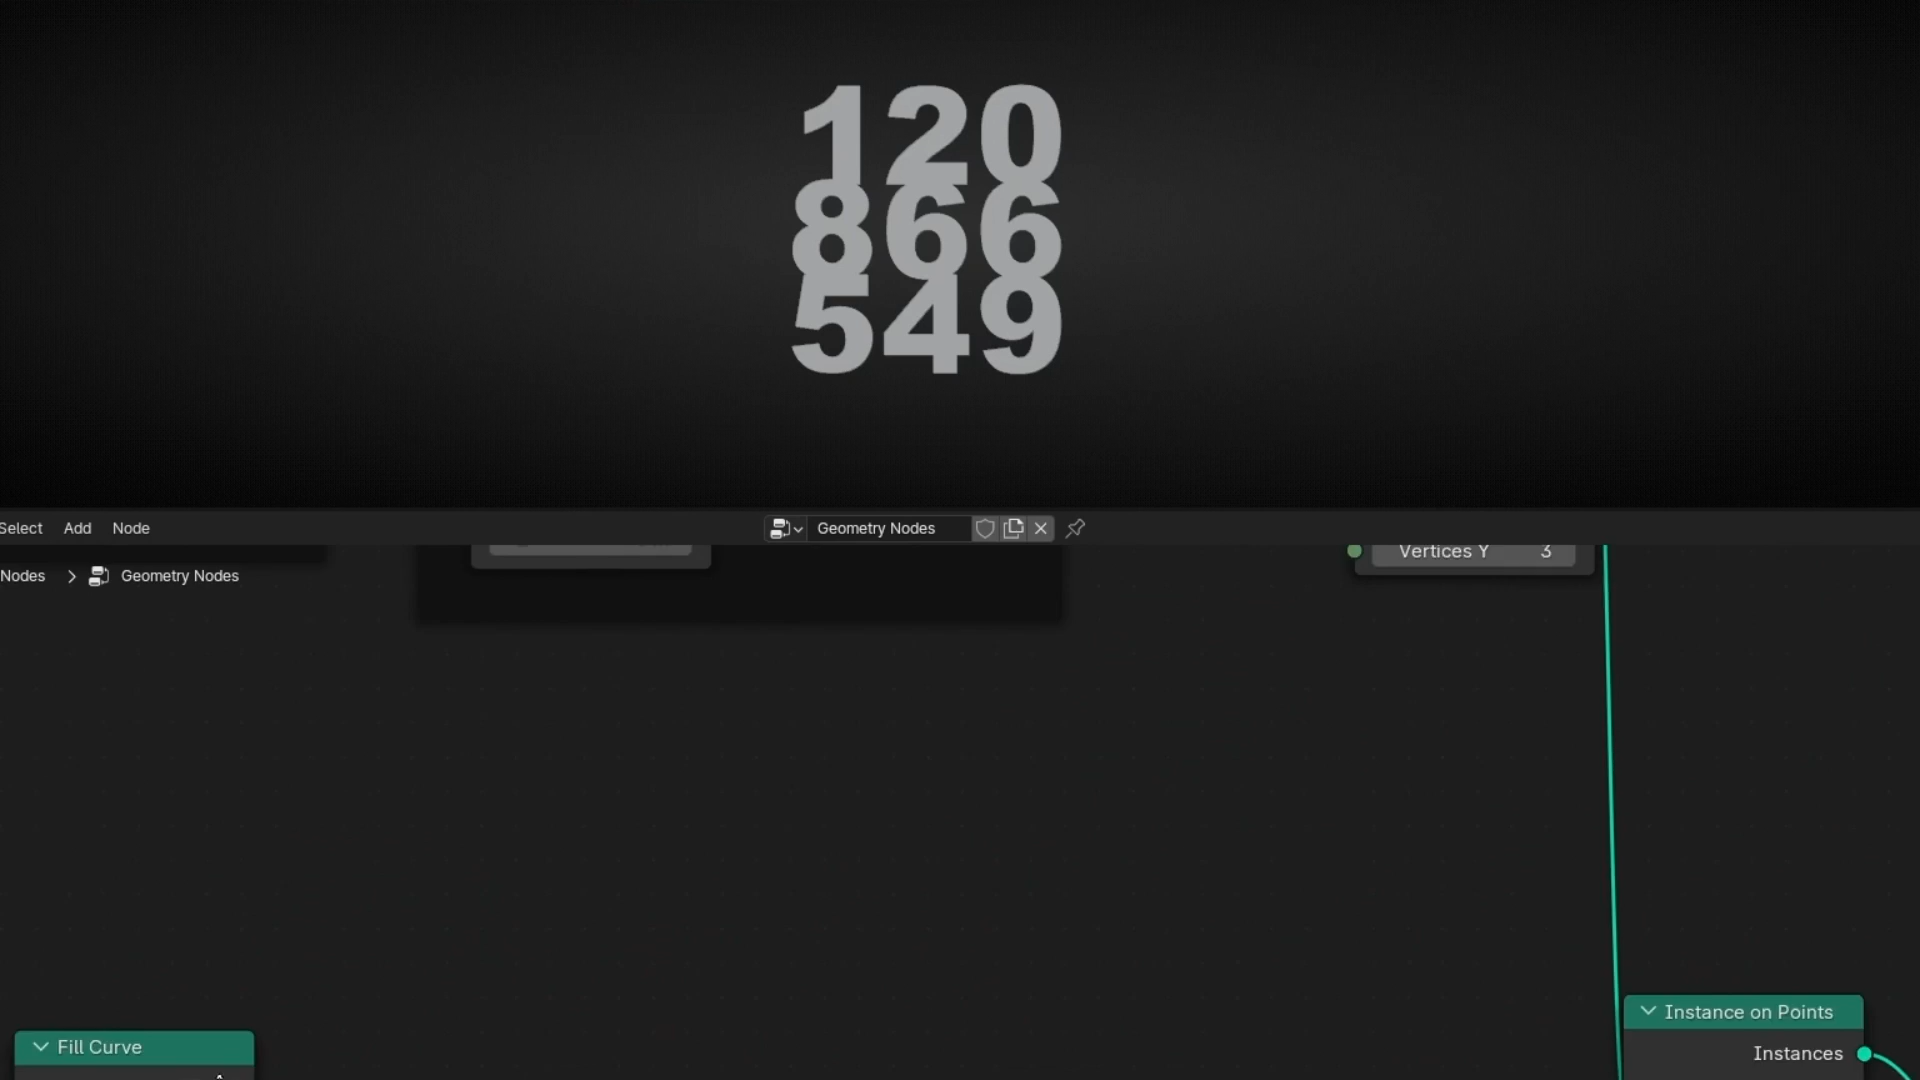 120
866
549
Select Add Node Geometry Nodes
Nodes > Geometry Nodes
Vertices Y 3
Instance on Points
Instances
Fill Curve